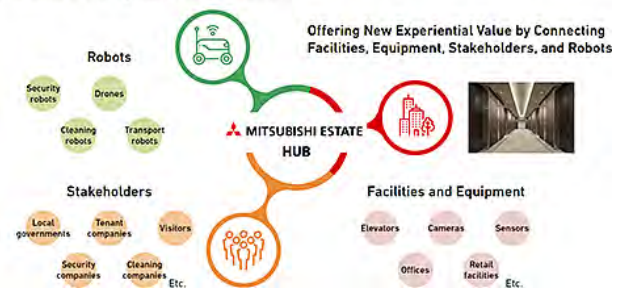 Offering New Experiential Value by Connecting
Facilities, Equipment, Stakeholders, and Robots
Robots
Security
robots
Drones
Cleaning
robots
Transport
robots
MITSUBISHI ESTATE
HUB
Stakeholders
Local
governments
Tenant
companies
Visitors
Security
companies
Cleaning
companies
Etc.
Facilities and Equipment
Elevators
Cameras
Sensors
Offices
Retail
facilities
Etc.